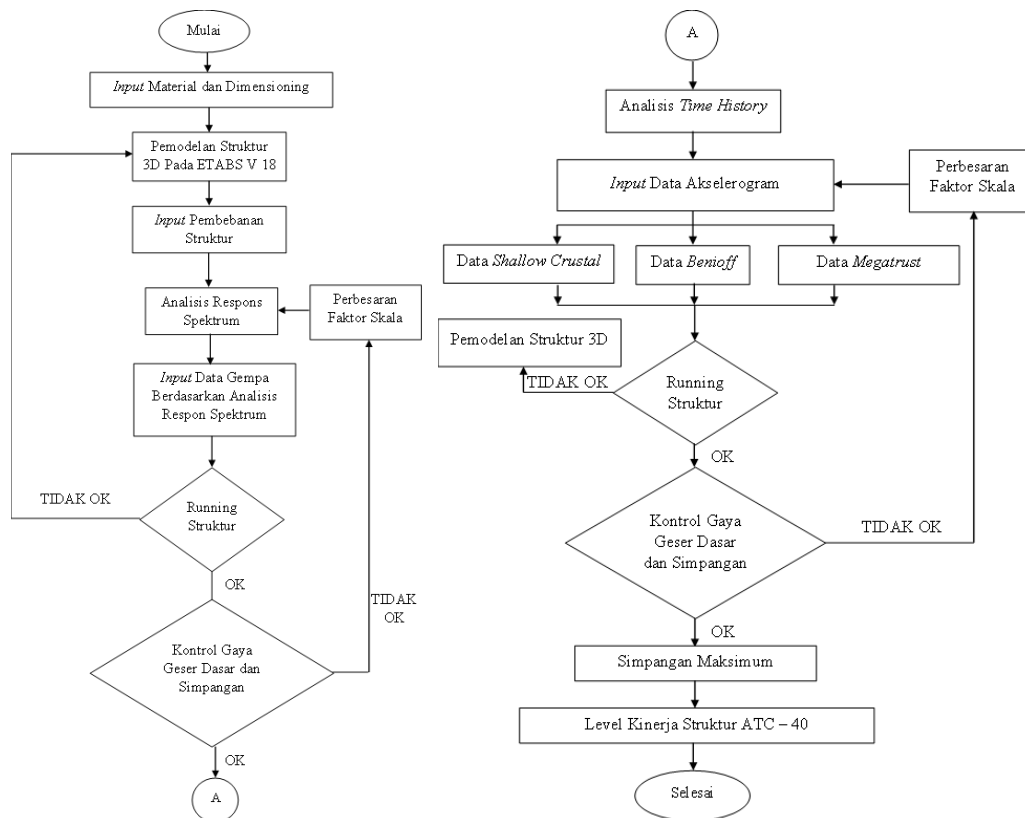 Mulai
Input Material dan Dimensioning
Pemodelan Struktur
3D Pada ETABS V 18
Input Pembebanan
Struktur
Analisis Respons
Spektrum
Perbesaran
Faktor Skala
Input Data Gempa
Berdasarkan Analisis
Respon Spektrum
TIDAK OK
Running
Struktur
OK
TIDAK
OK
Kontrol Gaya
Geser Dasar dan
Simpangan
OK
A
A
Analisis Time History
Input Data Akselerogram
Perbesaran
Faktor Skala
Data Shallow Crustal
Data Benioff
Data Megatrust
Pemodelan Struktur 3D
TIDAK OK
Running
Struktur
OK
Kontrol Gaya
Geser Dasar
dan Simpangan
TIDAK OK
OK
Simpangan Maksimum
Level Kinerja Struktur ATC – 40
Selesai